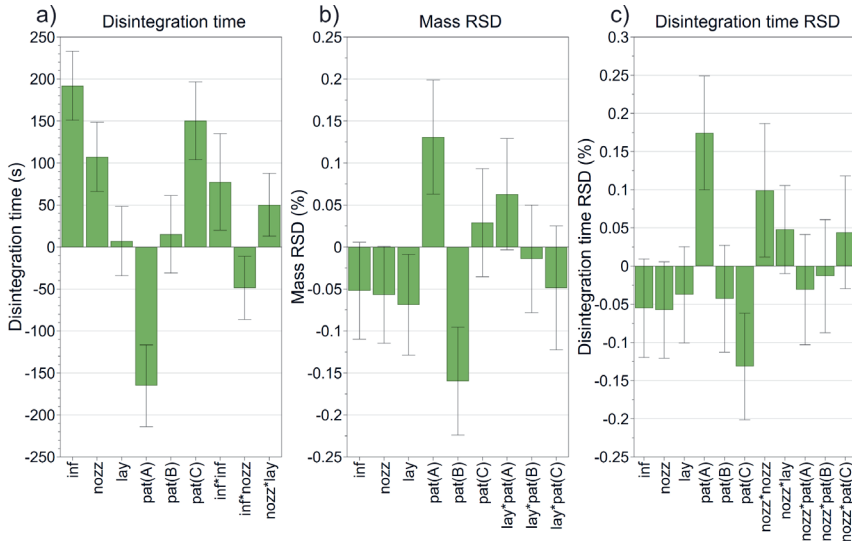 a) Disintegration time
Disintegration time (s)
250
200
150
100
50
0
-50
-100
-150
-200
-250
inf
nozz
lay
pat(A)
pat(B)
pat(C)
inf*inf
inf*nozz
nozz*lay
b) Mass RSD
Mass RSD (%)
0.25
0.2
0.15
0.1
0.05
0
-0.05
-0.1
-0.15
-0.2
-0.25
inf
nozz
lay
pat(A)
pat(B)
pat(C)
lay*pat(A)
lay*pat(B)
lay*pat(C)
c) Disintegration time RSD
Disintegration time RSD (%)
0.3
0.25
0.2
0.15
0.1
0.05
0
-0.05
-0.1
-0.15
-0.2
-0.25
inf
nozz
lay
pat(A)
pat(B)
pat(C)
nozz*nozz
nozz*lay
nozz*pat(A)
nozz*pat(B)
nozz*pat(C)